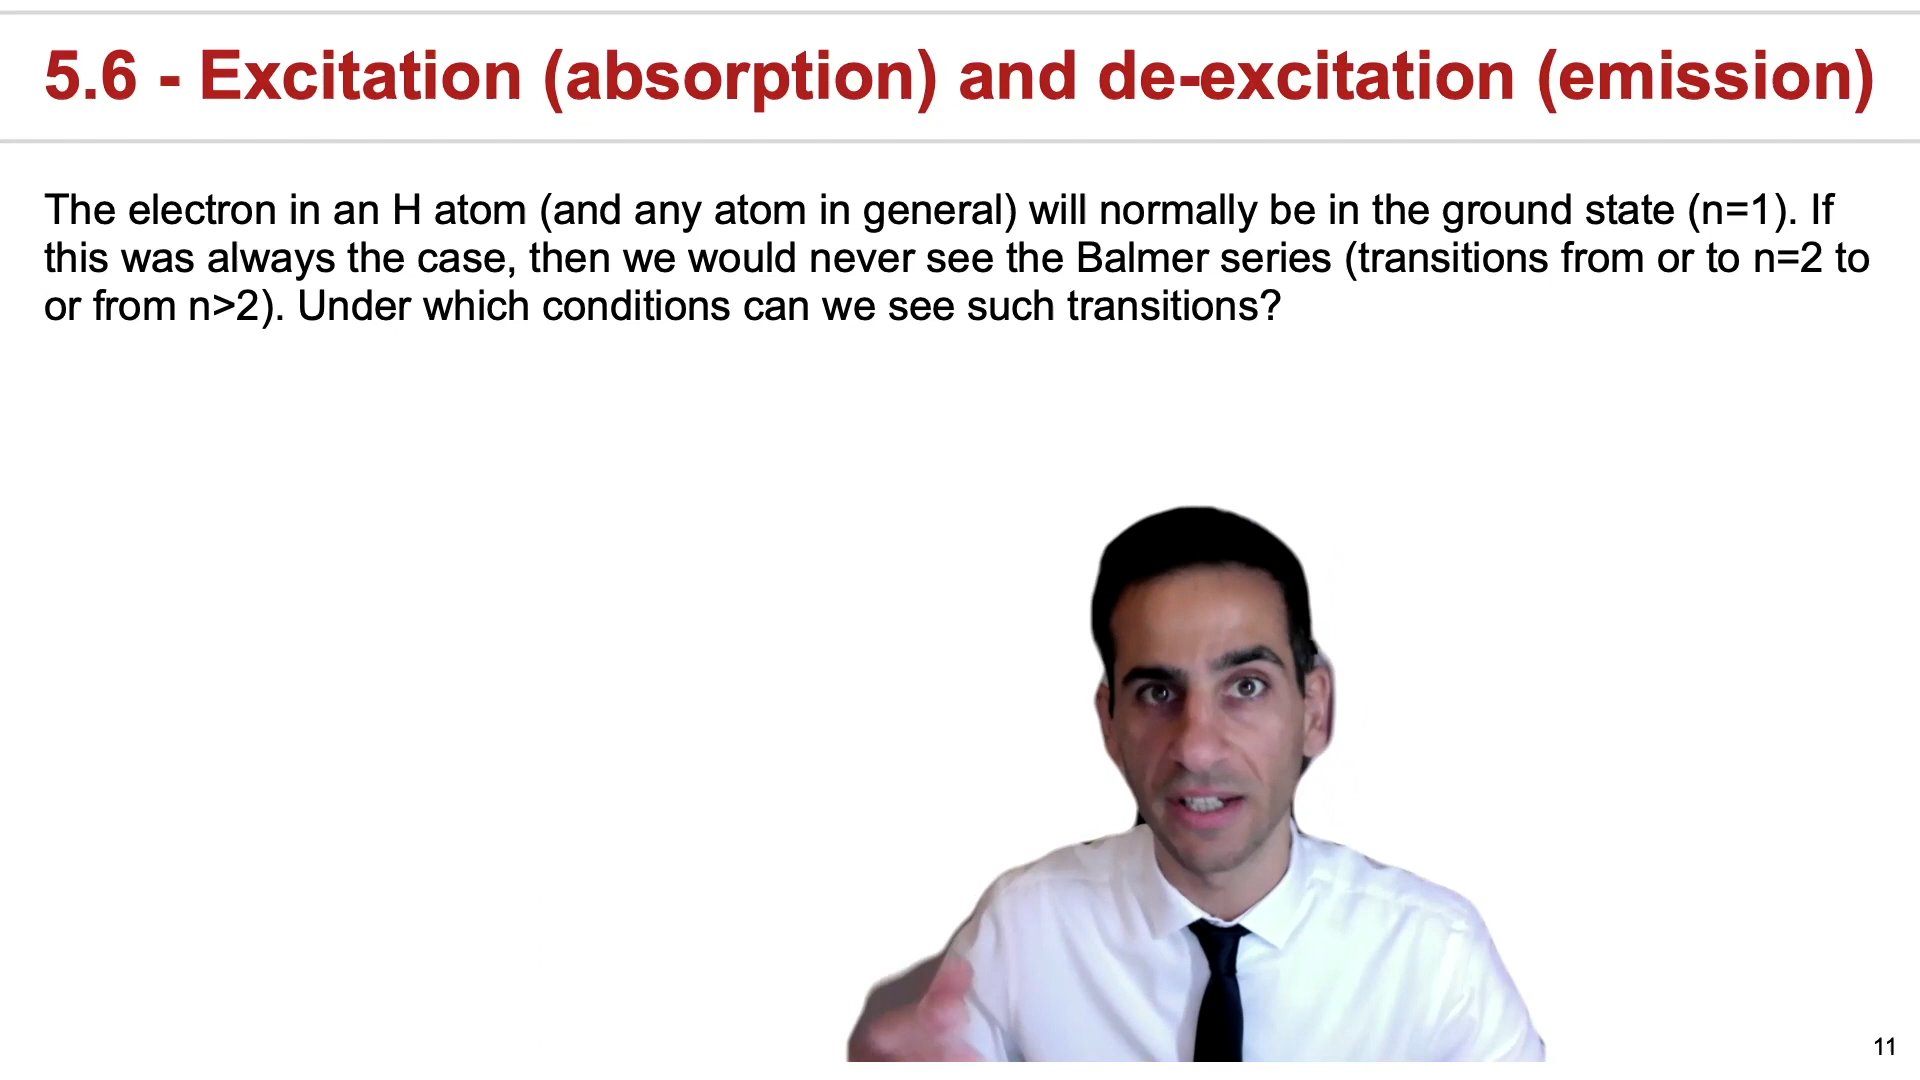 5.6 - Excitation (absorption) and de-excitation (emission)
The electron in an H atom (and any atom in general) will normally be in the ground state (n=1). If
this was always the case, then we would never see the Balmer series (transitions from or to n=2 to
or from n>2). Under which conditions can we see such transitions?
11